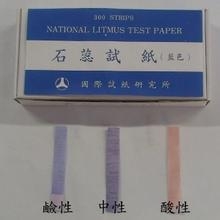 300 STRIPS
NATIONAL LITMUS TEST PAPER
石蕊試紙(藍色)
國際試紙研究所
鹼性 中性 酸性